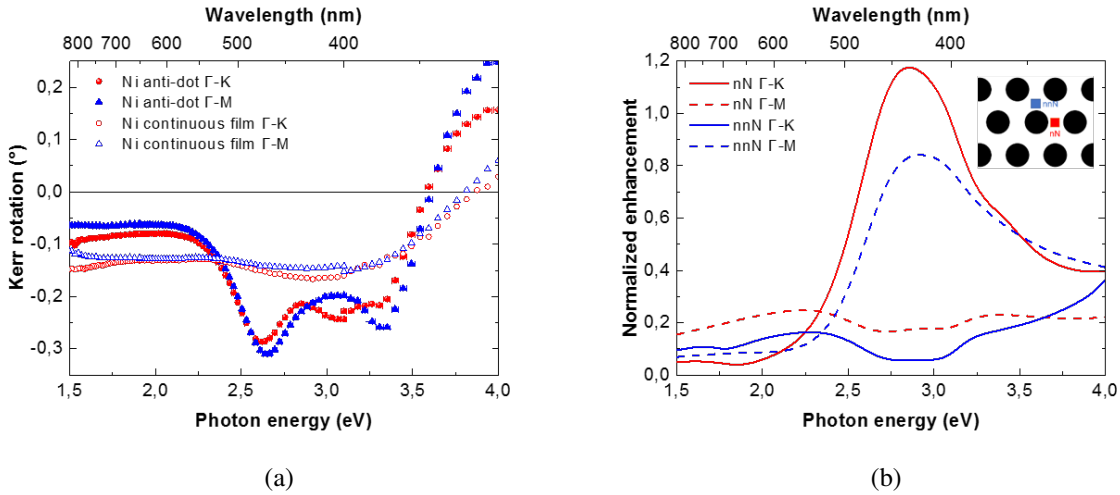 Wavelength (nm)
800 700 600 500 400
0,2
0,1
0,0
-0,1
-0,2
-0,3
Kerr rotation (°)
Ni anti-dot Γ-K
Ni anti-dot Γ-M
Ni continuous film Γ-K
Ni continuous film Γ-M
1,5 2,0 2,5 3,0 3,5 4,0
Photon energy (eV)
(a)
Wavelength (nm)
800 700 600 500 400
1,2
1,0
0,8
0,6
0,4
0,2
0,0
Normalized enhancement
nN Γ-K
nN Γ-M
nnN Γ-K
nnN Γ-M
nnN
nN
1,5 2,0 2,5 3,0 3,5 4,0
Photon energy (eV)
(b)